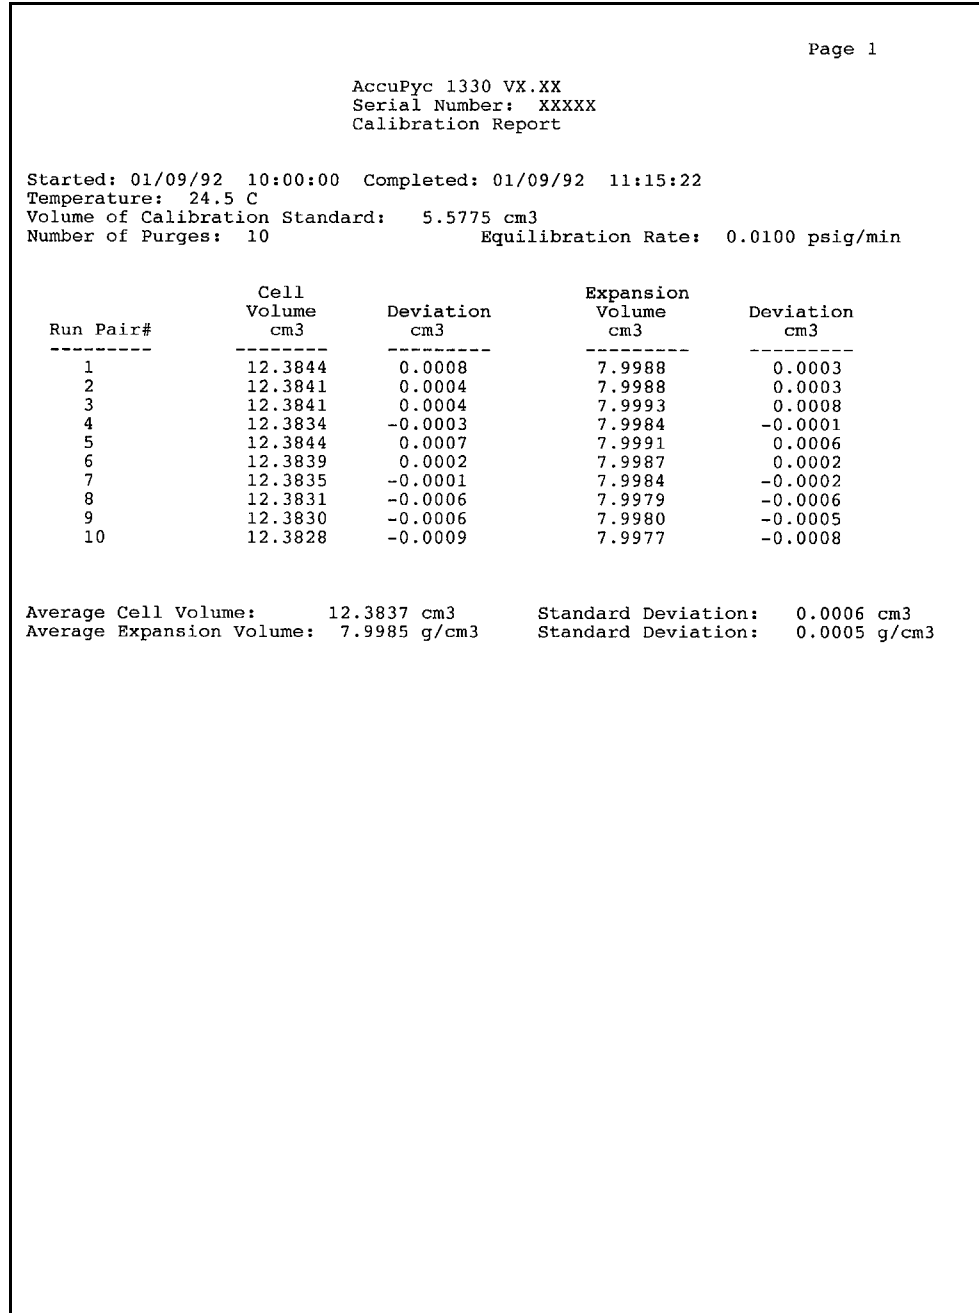 Page 1
AccuPyc 1330 VX.XX
Serial Number:  XXXXX
Calibration Report
Started: 01/09/92  10:00:00  Completed: 01/09/92  11:15:22
Temperature:  24.5 C
Volume of Calibration Standard:   5.5775 cm3
Number of Purges:  10    Equilibration Rate:  0.0100 psig/min
Cell    Expansion
Volume    Deviation    Volume    Deviation
Run Pair#    cm3    cm3    cm3    cm3
---------    --------    ---------    ---------    ---------
1    12.3844    0.0008    7.9988    0.0003
2    12.3841    0.0004    7.9988    0.0003
3    12.3841    0.0004    7.9993    0.0008
4    12.3834    -0.0003    7.9984    -0.0001
5    12.3844    0.0007    7.9991    0.0006
6    12.3839    0.0002    7.9987    0.0002
7    12.3835    -0.0001    7.9984    -0.0002
8    12.3831    -0.0006    7.9979    -0.0006
9    12.3830    -0.0006    7.9980    -0.0005
10    12.3828    -0.0009    7.9977    -0.0008
Average Cell Volume:    12.3837 cm3    Standard Deviation:    0.0006 cm3
Average Expansion Volume:  7.9985 g/cm3    Standard Deviation:    0.0005 g/cm3